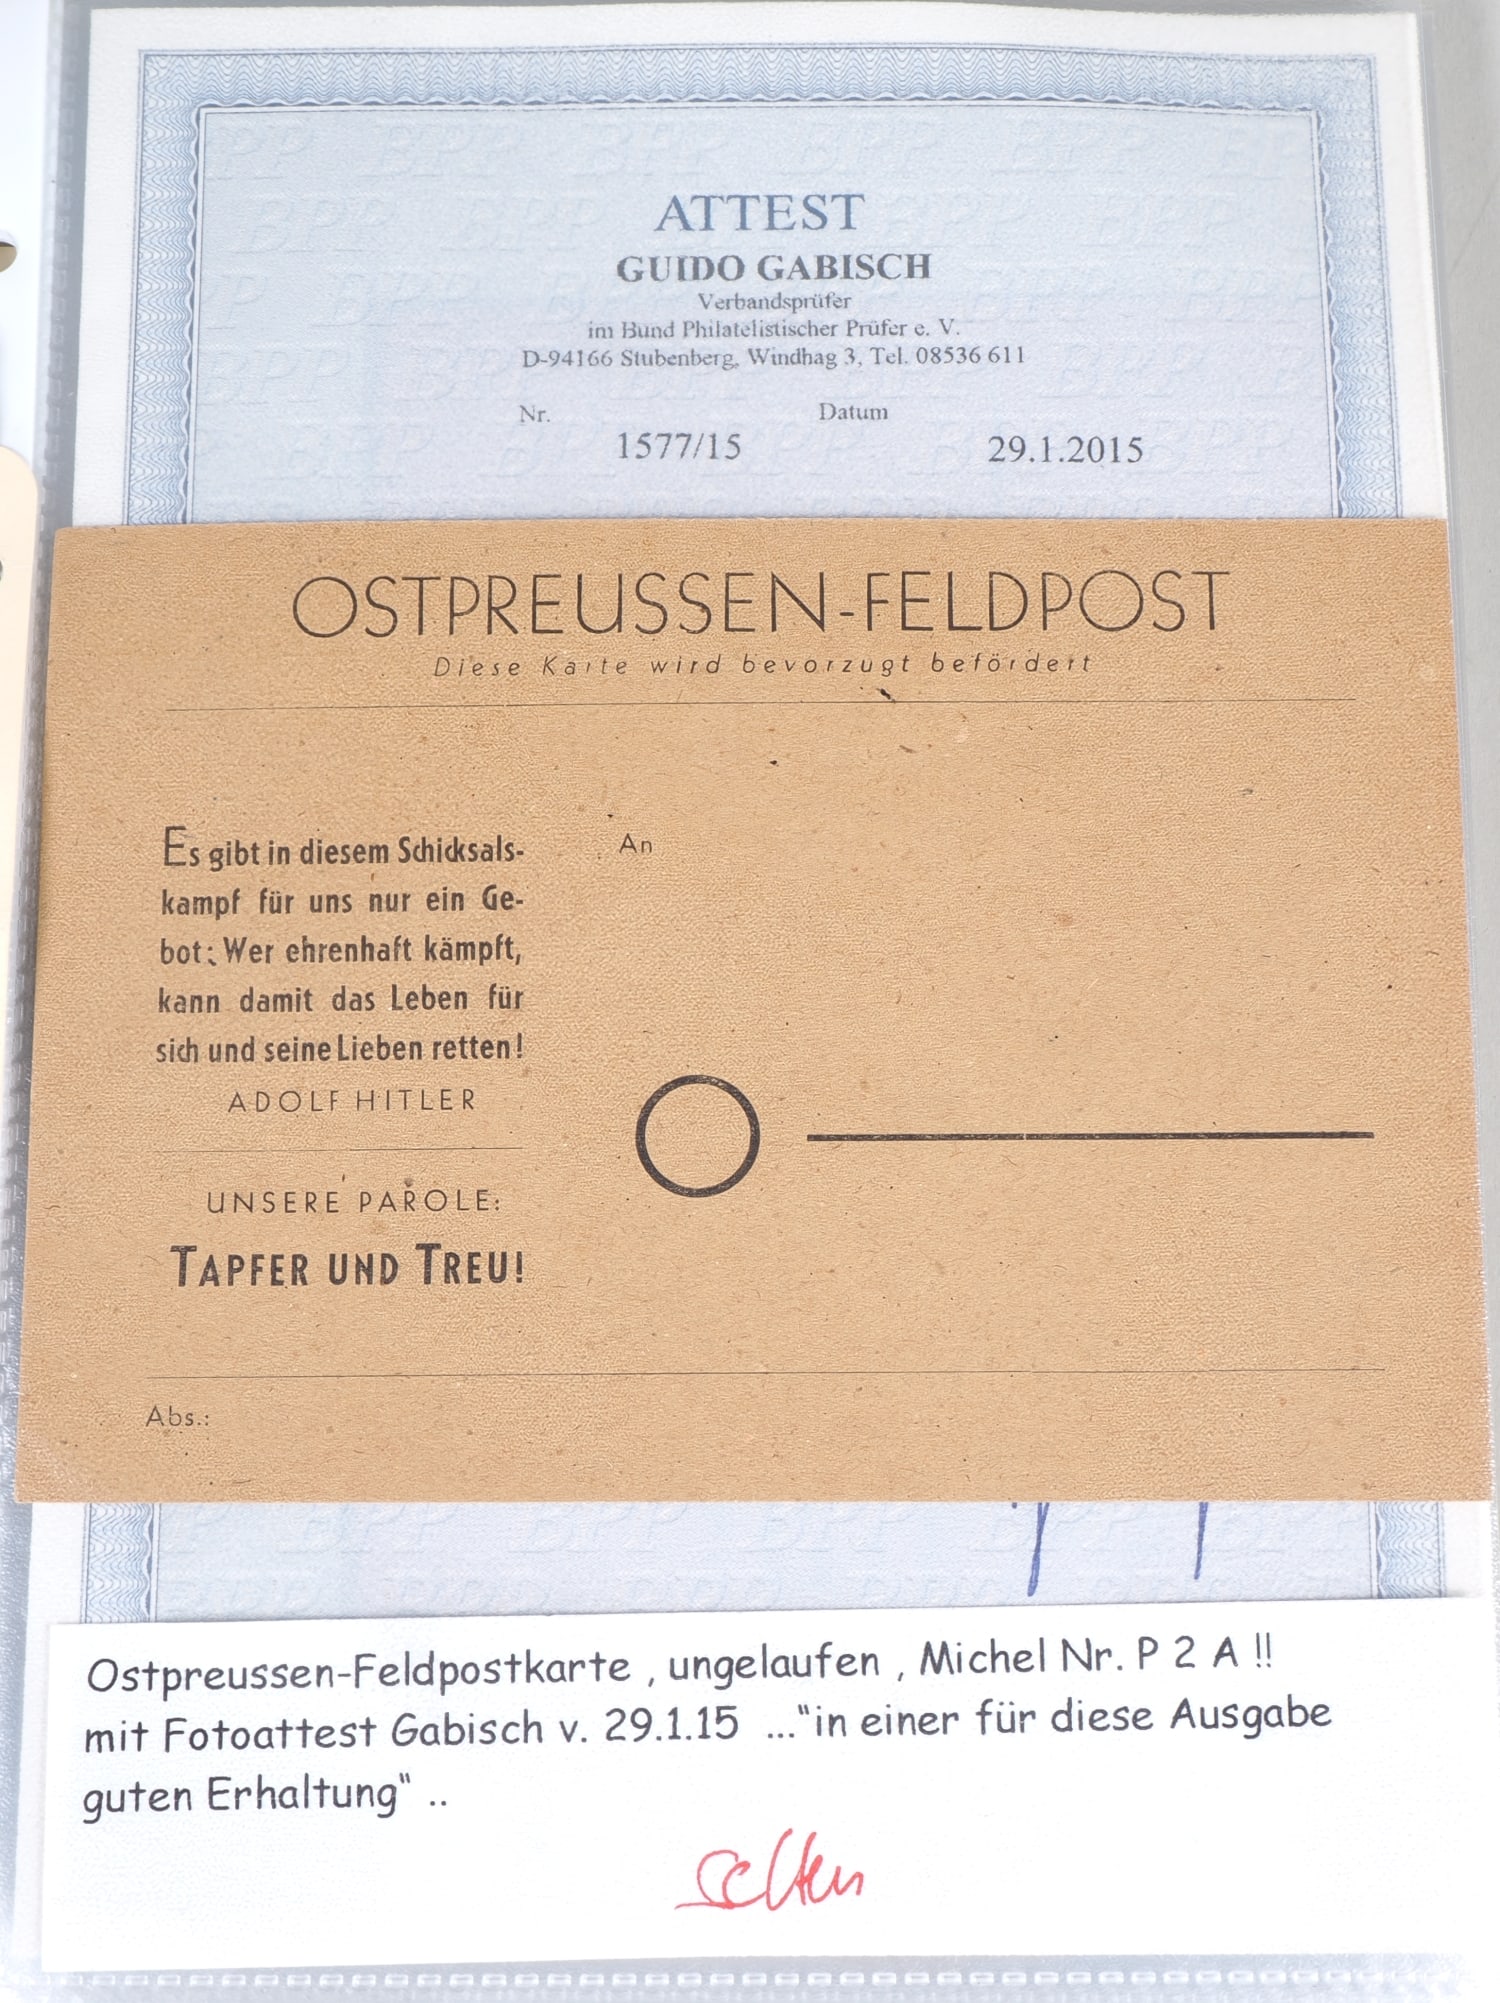 ATTEST
GUIDO GABISCH
Verbandsprüfer
im Bund Philatelistischer Prüfer e. V.
D-94166 Stubenberg, Windhag 3, Tel. 08536 611
Nr. Datum
1577/15 29.1.2015
OSTPREUSSEN-FELDPOST
Diese Karte wird bevorzugt befördert
Es gibt in diesem Schicksals-
kampf für uns nur ein Ge-
bot: Wer ehrenhaft kämpft,
kann damit das Leben für
sich und seine Lieben retten!
ADOLF HITLER
UNSERE PAROLE:
TAPFER UND TREU!
An
Abs.:
Ostpreussen-Feldpostkarte , ungelaufen , Michel Nr. P 2 A !!
mit Fotoattest Gabisch v. 29.1.15 ..."in einer für diese Ausgabe
guten Erhaltung" ..
selten